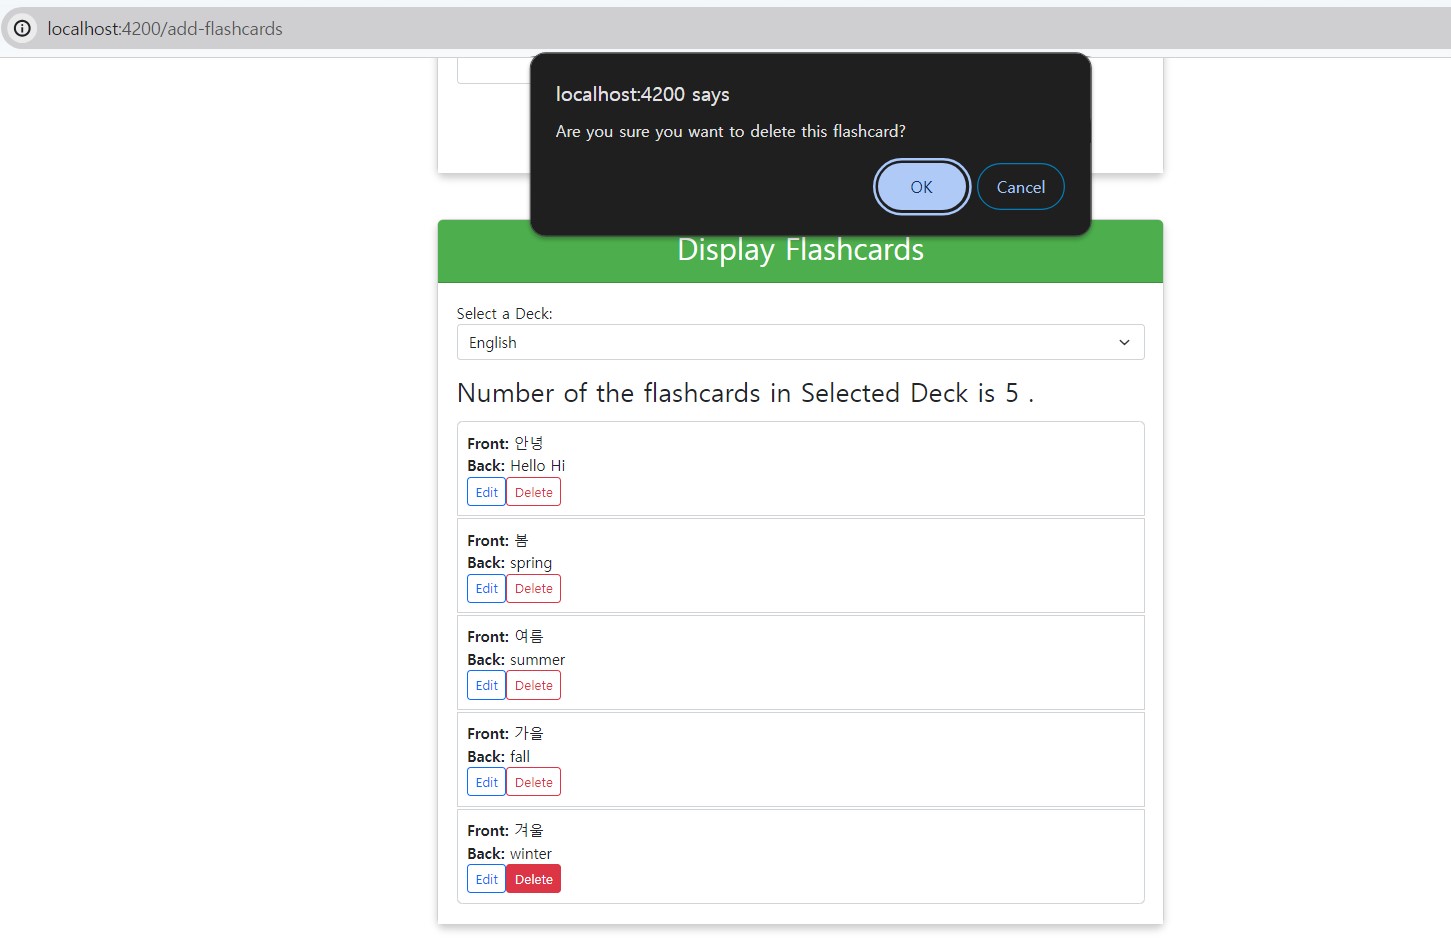 localhost:4200/add-flashcards
localhost:4200 says
Are you sure you want to delete this flashcard?
OK
Cancel
Display Flashcards
Select a Deck:
English
Number of the flashcards in Selected Deck is 5 .
Front: 안녕
Back: Hello Hi
Edit Delete
Front: 봄
Back: spring
Edit Delete
Front: 여름
Back: summer
Edit Delete
Front: 가을
Back: fall
Edit Delete
Front: 겨울
Back: winter
Edit Delete